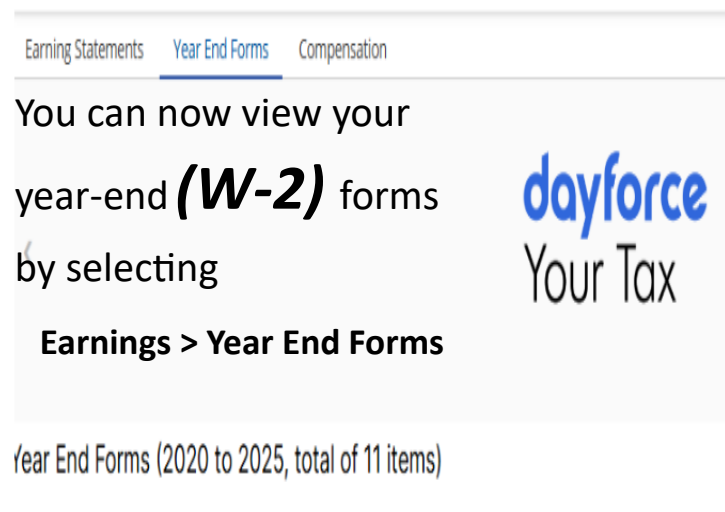 Earning Statements Year End Forms Compensation
You can now view your
year-end (W-2) forms
by selecting
Earnings > Year End Forms
dayforce
Your Tax
Year End Forms (2020 to 2025, total of 11 items)